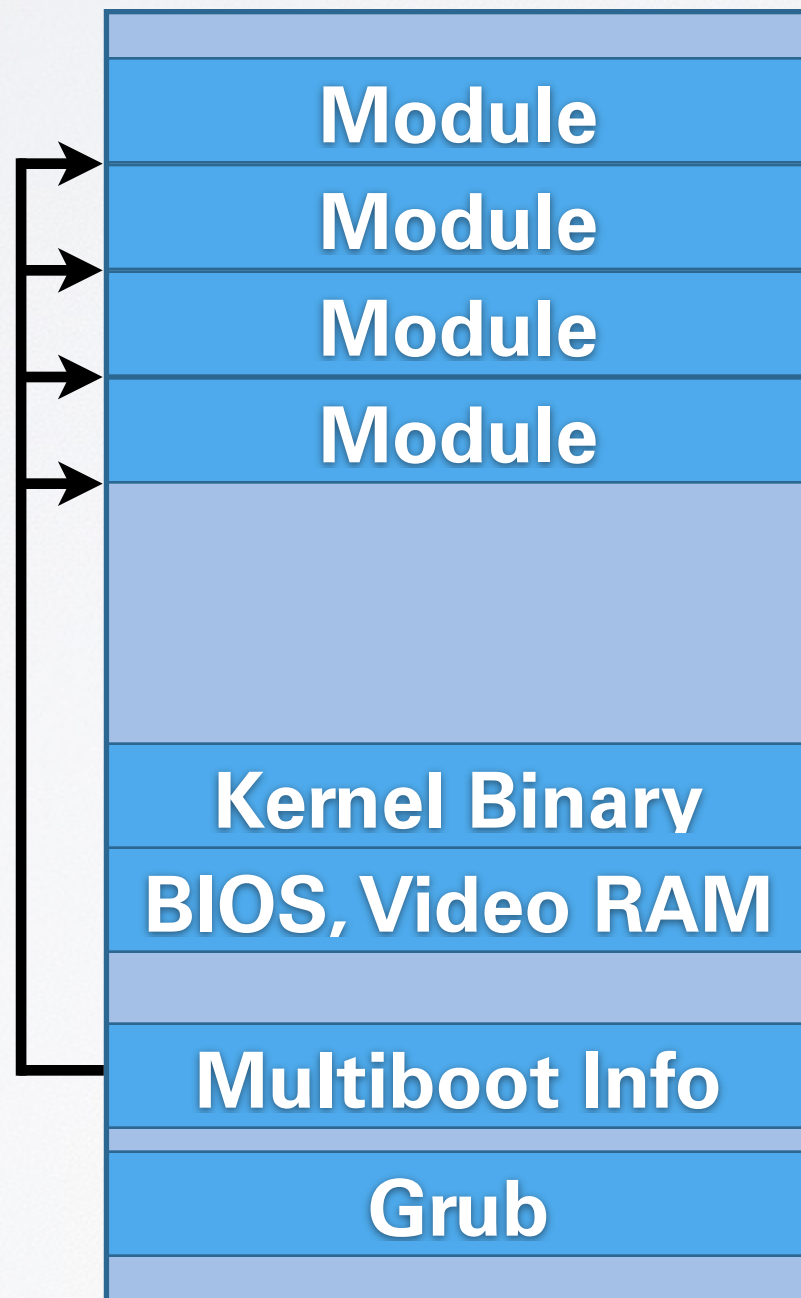 Module
Module
Module
Module
Kernel Binary
BIOS, Video RAM
Multiboot Info
Grub